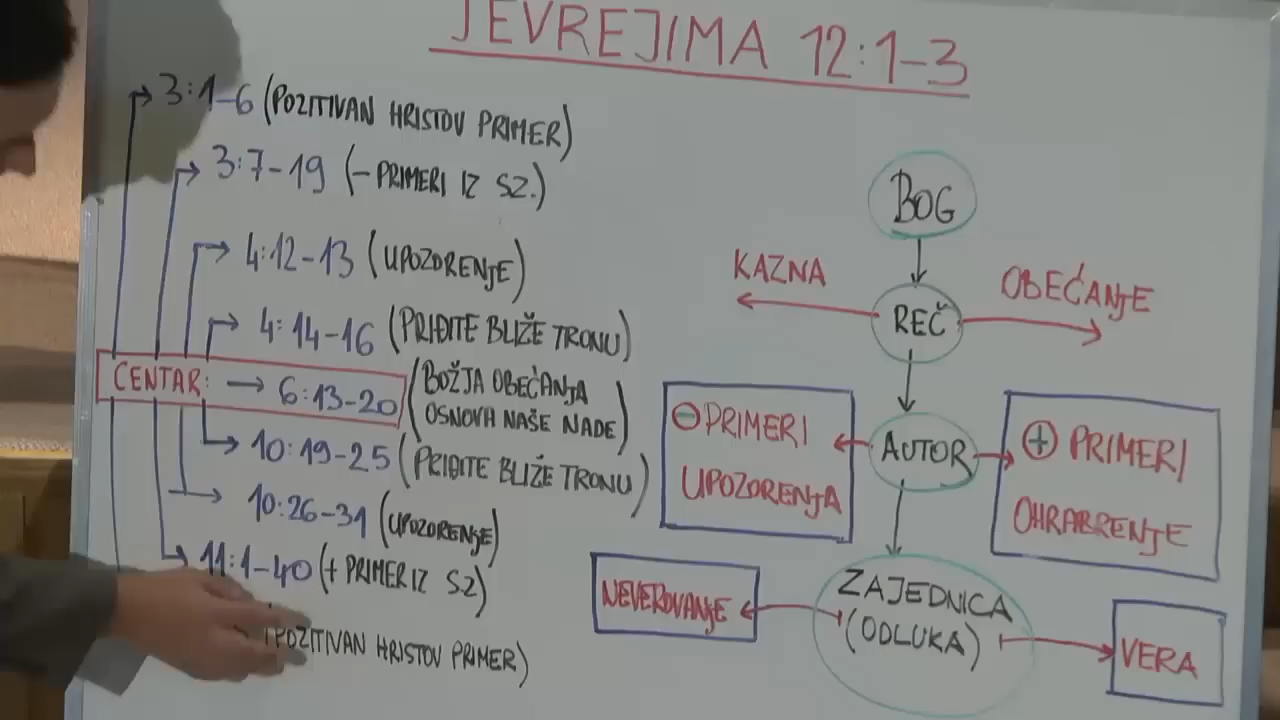 JEVREJIMA 12:1-3
3:1-6 (POZITIVAN HRISTOV PRIMER)
3:7-19 (- PRIMERI IZ SZ.)
4:12-13 (UPOZORENJE)
4:14-16 (PRIĐITE BLIŽE TRONU)
CENTAR: → 6:13-20 (BOŽJA OBEĆANJA
OSNOVA NAŠE NADE)
10:19-25 (PRIĐITE BLIŽE TRONU)
10:26-31 (UPOZORENJE)
11:1-40 (+ PRIMERI IZ SZ)
(POZITIVAN HRISTOV PRIMER)
BOG
KAZNA
REČ
OBEĆANJE
⊖ PRIMERI
UPOZORENJA
AUTOR
⊕ PRIMERI
OHRABRENJE
NEVEROVANJE
ZAJEDNICA
(ODLUKA)
VERA